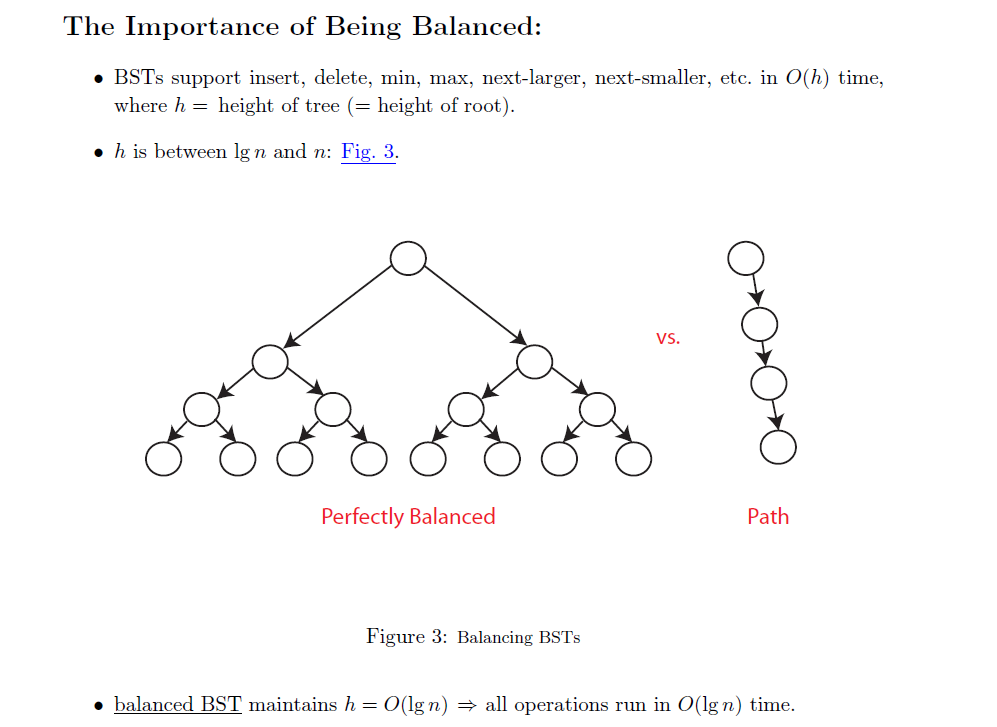 The Importance of Being Balanced:
• BSTs support insert, delete, min, max, next-larger, next-smaller, etc. in O(h) time,
where h = height of tree (= height of root).
• h is between lg n and n: Fig. 3.
vs.
Perfectly Balanced
Path
Figure 3: Balancing BSTs
• balanced BST maintains h = O(lg n) ⇒ all operations run in O(lg n) time.